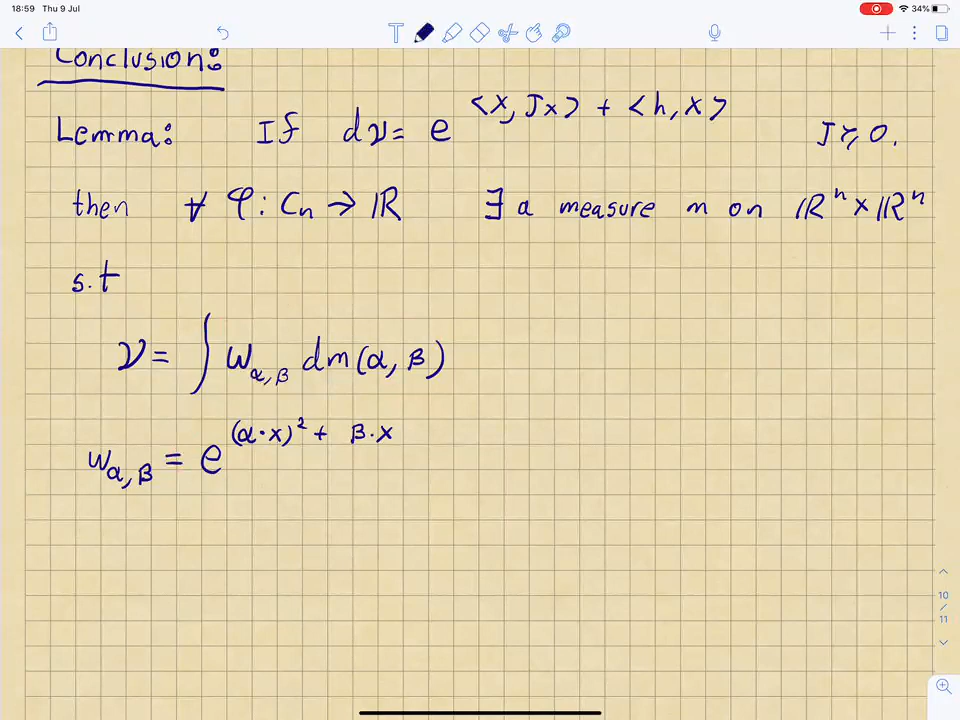 18:59 Thu 9 Jul 34%
Conclusion:
Lemma: If dν = e^{<x, Jx> + <h, x>} J ⩾ 0.
then ∀ φ : Cn → ℝ ∃ a measure m on ℝ^n × ℝ^n
s.t
ν = ∫ w_{α,β} dm(α, β)
w_{α,β} = e^{(α·x)^2 + β·x}
10
/
11